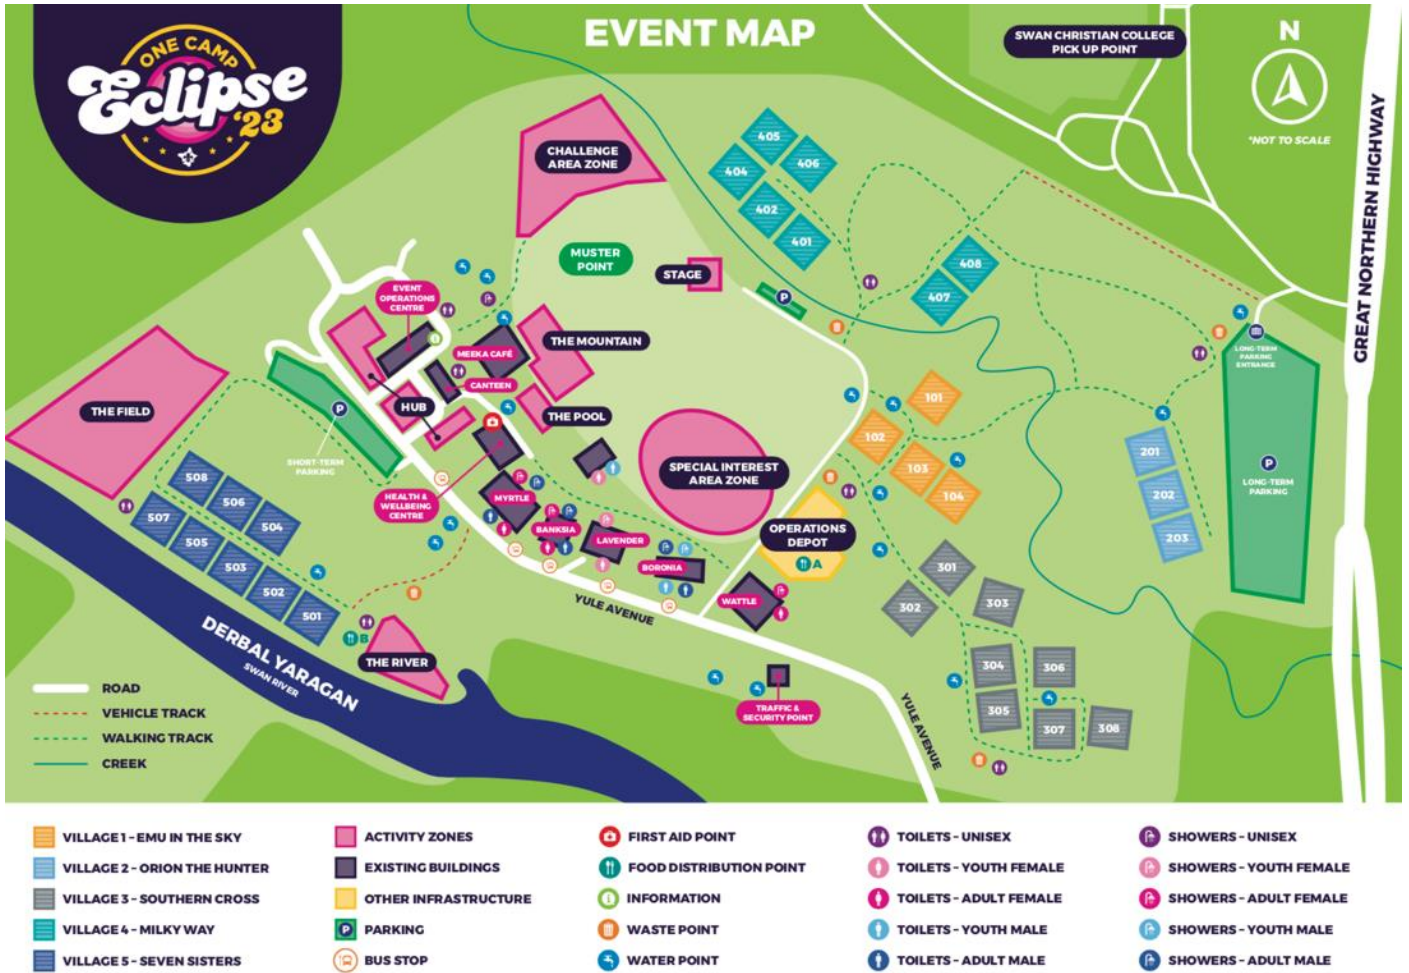 ONE CAMP
Eclipse
'23
EVENT MAP
SWAN CHRISTIAN COLLEGE
PICK UP POINT
N
*NOT TO SCALE
GREAT NORTHERN HIGHWAY
CHALLENGE
AREA ZONE
MUSTER
POINT
STAGE
P
405
406
404
402
401
408
407
EVENT
OPERATIONS
CENTRE
MEEKA CAFÉ
THE MOUNTAIN
CANTEEN
HUB
THE POOL
THE FIELD
P
SHORT-TERM
PARKING
LONG-TERM
PARKING
ENTRANCE
P
LONG-TERM
PARKING
101
102
103
104
201
202
203
SPECIAL INTEREST
AREA ZONE
HEALTH &
WELLBEING
CENTRE
MYRTLE
BANKSIA
LAVENDER
BORONIA
WATTLE
OPERATIONS
DEPOT
A
508
506
504
507
505
503
502
501
B
THE RIVER
YULE AVENUE
301
302
303
304
305
306
307
308
TRAFFIC &
SECURITY POINT
YULE AVENUE
DERBAL YARAGAN
SWAN RIVER
ROAD
VEHICLE TRACK
WALKING TRACK
CREEK
VILLAGE 1 - EMU IN THE SKY
VILLAGE 2 - ORION THE HUNTER
VILLAGE 3 - SOUTHERN CROSS
VILLAGE 4 - MILKY WAY
VILLAGE 5 - SEVEN SISTERS
ACTIVITY ZONES
EXISTING BUILDINGS
OTHER INFRASTRUCTURE
P PARKING
BUS STOP
FIRST AID POINT
FOOD DISTRIBUTION POINT
i INFORMATION
WASTE POINT
WATER POINT
TOILETS - UNISEX
TOILETS - YOUTH FEMALE
TOILETS - ADULT FEMALE
TOILETS - YOUTH MALE
TOILETS - ADULT MALE
SHOWERS - UNISEX
SHOWERS - YOUTH FEMALE
SHOWERS - ADULT FEMALE
SHOWERS - YOUTH MALE
SHOWERS - ADULT MALE